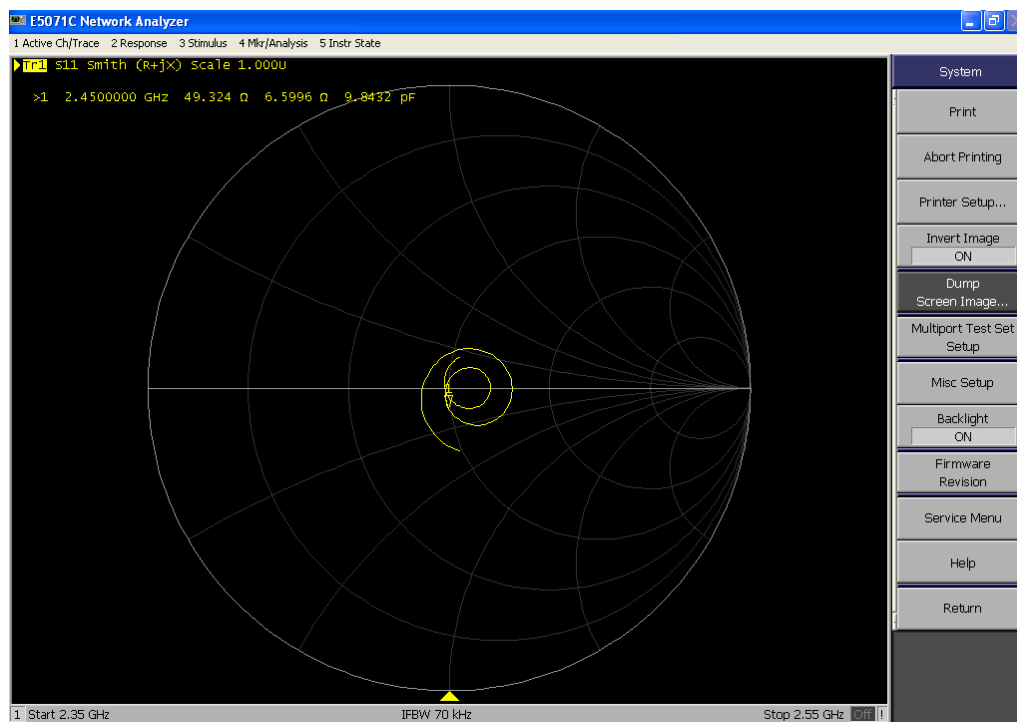 E5071C Network Analyzer
1 Active Ch/Trace 2 Response 3 Stimulus 4 Mkr/Analysis 5 Instr State
Tr1 S11 Smith (R+jX) Scale 1.000U
>1 2.4500000 GHz 49.324 Ω 6.5996 Ω 9.8432 pF
System
Print
Abort Printing
Printer Setup...
Invert Image
ON
Dump
Screen Image...
Multiport Test Set
Setup
Misc Setup
Backlight
ON
Firmware
Revision
Service Menu
Help
Return
1 Start 2.35 GHz IFBW 70 kHz Stop 2.55 GHz Off !